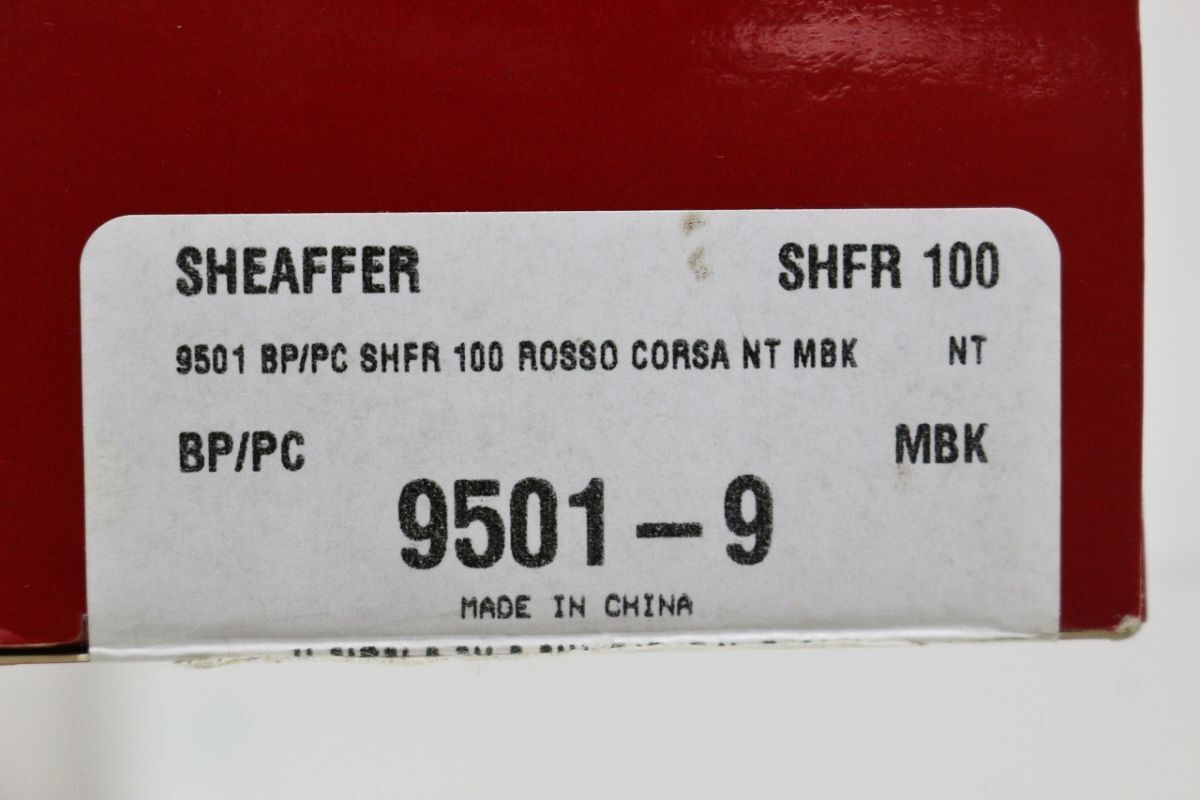 SHEAFFER SHFR 100
9501 BP/PC SHFR 100 ROSSO CORSA NT MBK NT
BP/PC MBK
9501-9
MADE IN CHINA